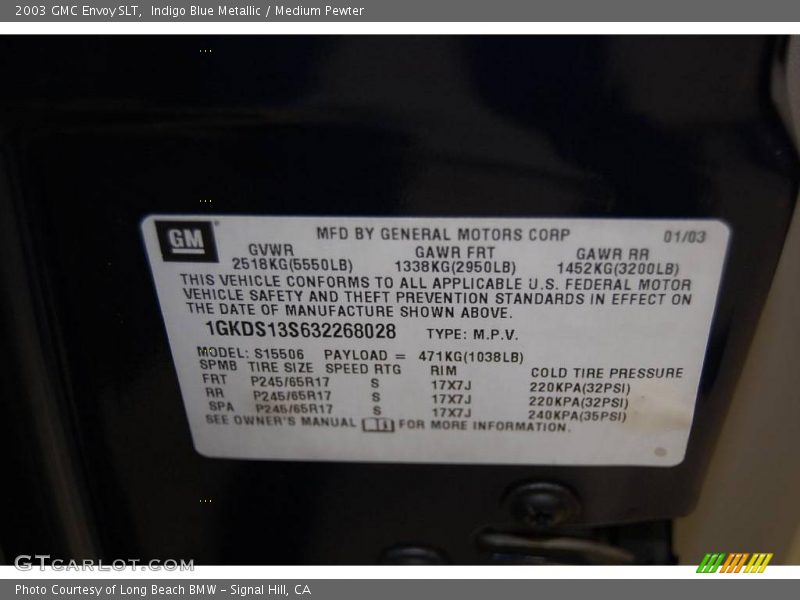 2003 GMC Envoy SLT, Indigo Blue Metallic / Medium Pewter
GM MFD BY GENERAL MOTORS CORP 01/03
GVWR GAWR FRT GAWR RR
2518KG(5550LB) 1338KG(2950LB) 1452KG(3200LB)
THIS VEHICLE CONFORMS TO ALL APPLICABLE U.S. FEDERAL MOTOR
VEHICLE SAFETY AND THEFT PREVENTION STANDARDS IN EFFECT ON
THE DATE OF MANUFACTURE SHOWN ABOVE.
1GKDS13S632268028 TYPE: M.P.V.
MODEL: S15506 PAYLOAD = 471KG(1038LB)
SPMB TIRE SIZE SPEED RTG RIM COLD TIRE PRESSURE
FRT P245/65R17 S 17X7J 220KPA(32PSI)
RR P245/65R17 S 17X7J 220KPA(32PSI)
SPA P245/65R17 S 17X7J 240KPA(35PSI)
SEE OWNER'S MANUAL FOR MORE INFORMATION.
GTCARLOT.COM
Photo Courtesy of Long Beach BMW - Signal Hill, CA